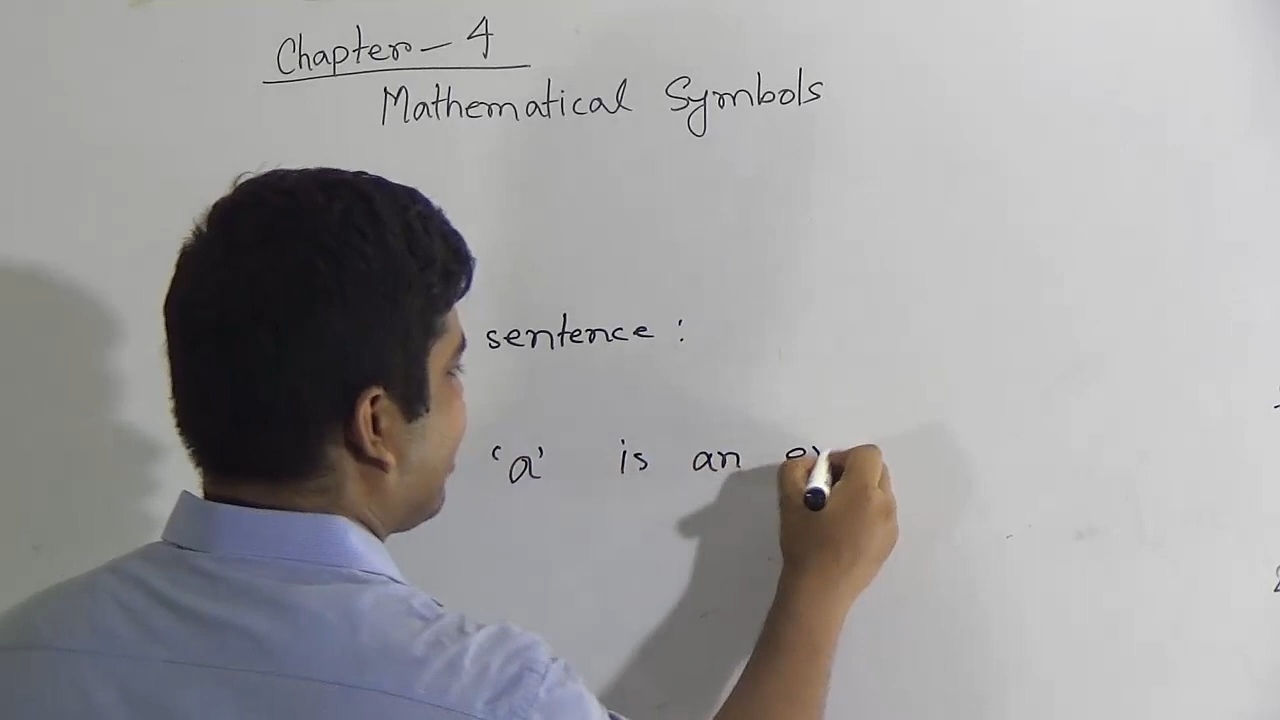 Chapter - 4
Mathematical Symbols
sentence :
'a' is an